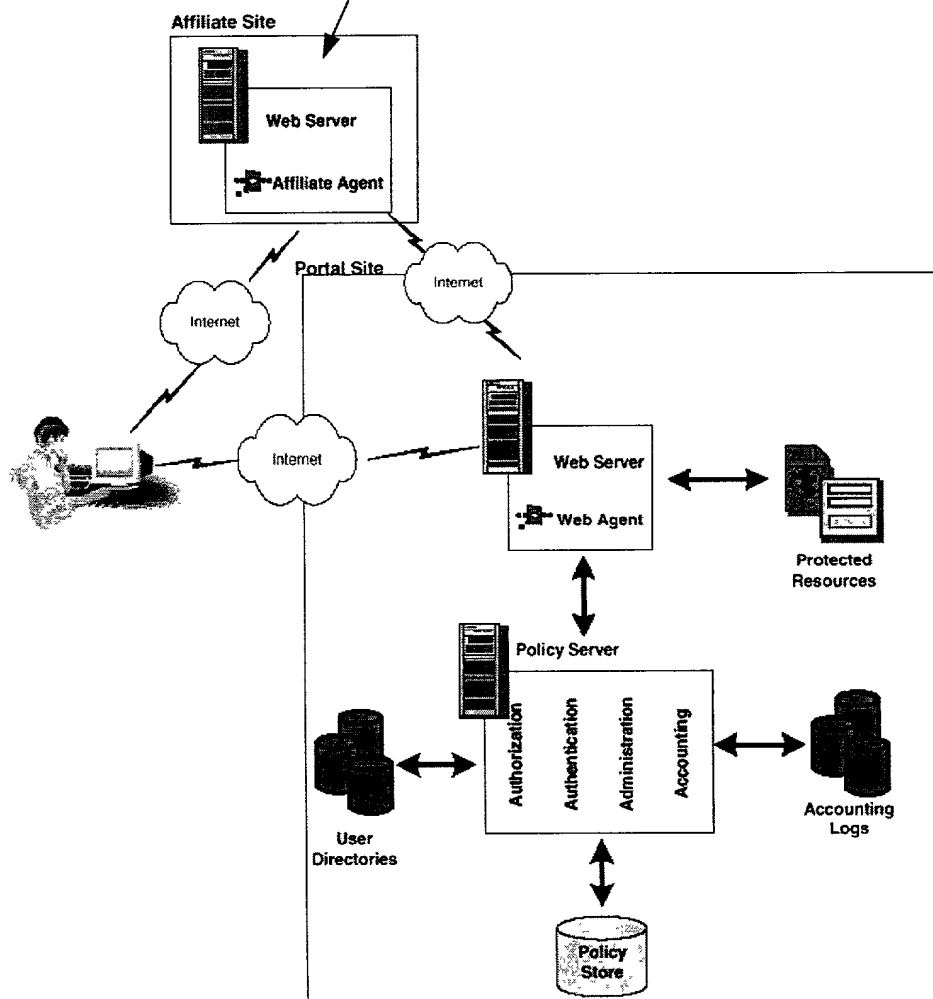 Affiliate Site
Web Server
Affiliate Agent
Portal Site
Internet
Internet
Internet
Web Server
Web Agent
Protected
Resources
Policy Server
Authorization
Authentication
Administration
Accounting
User
Directories
Accounting
Logs
Policy
Store